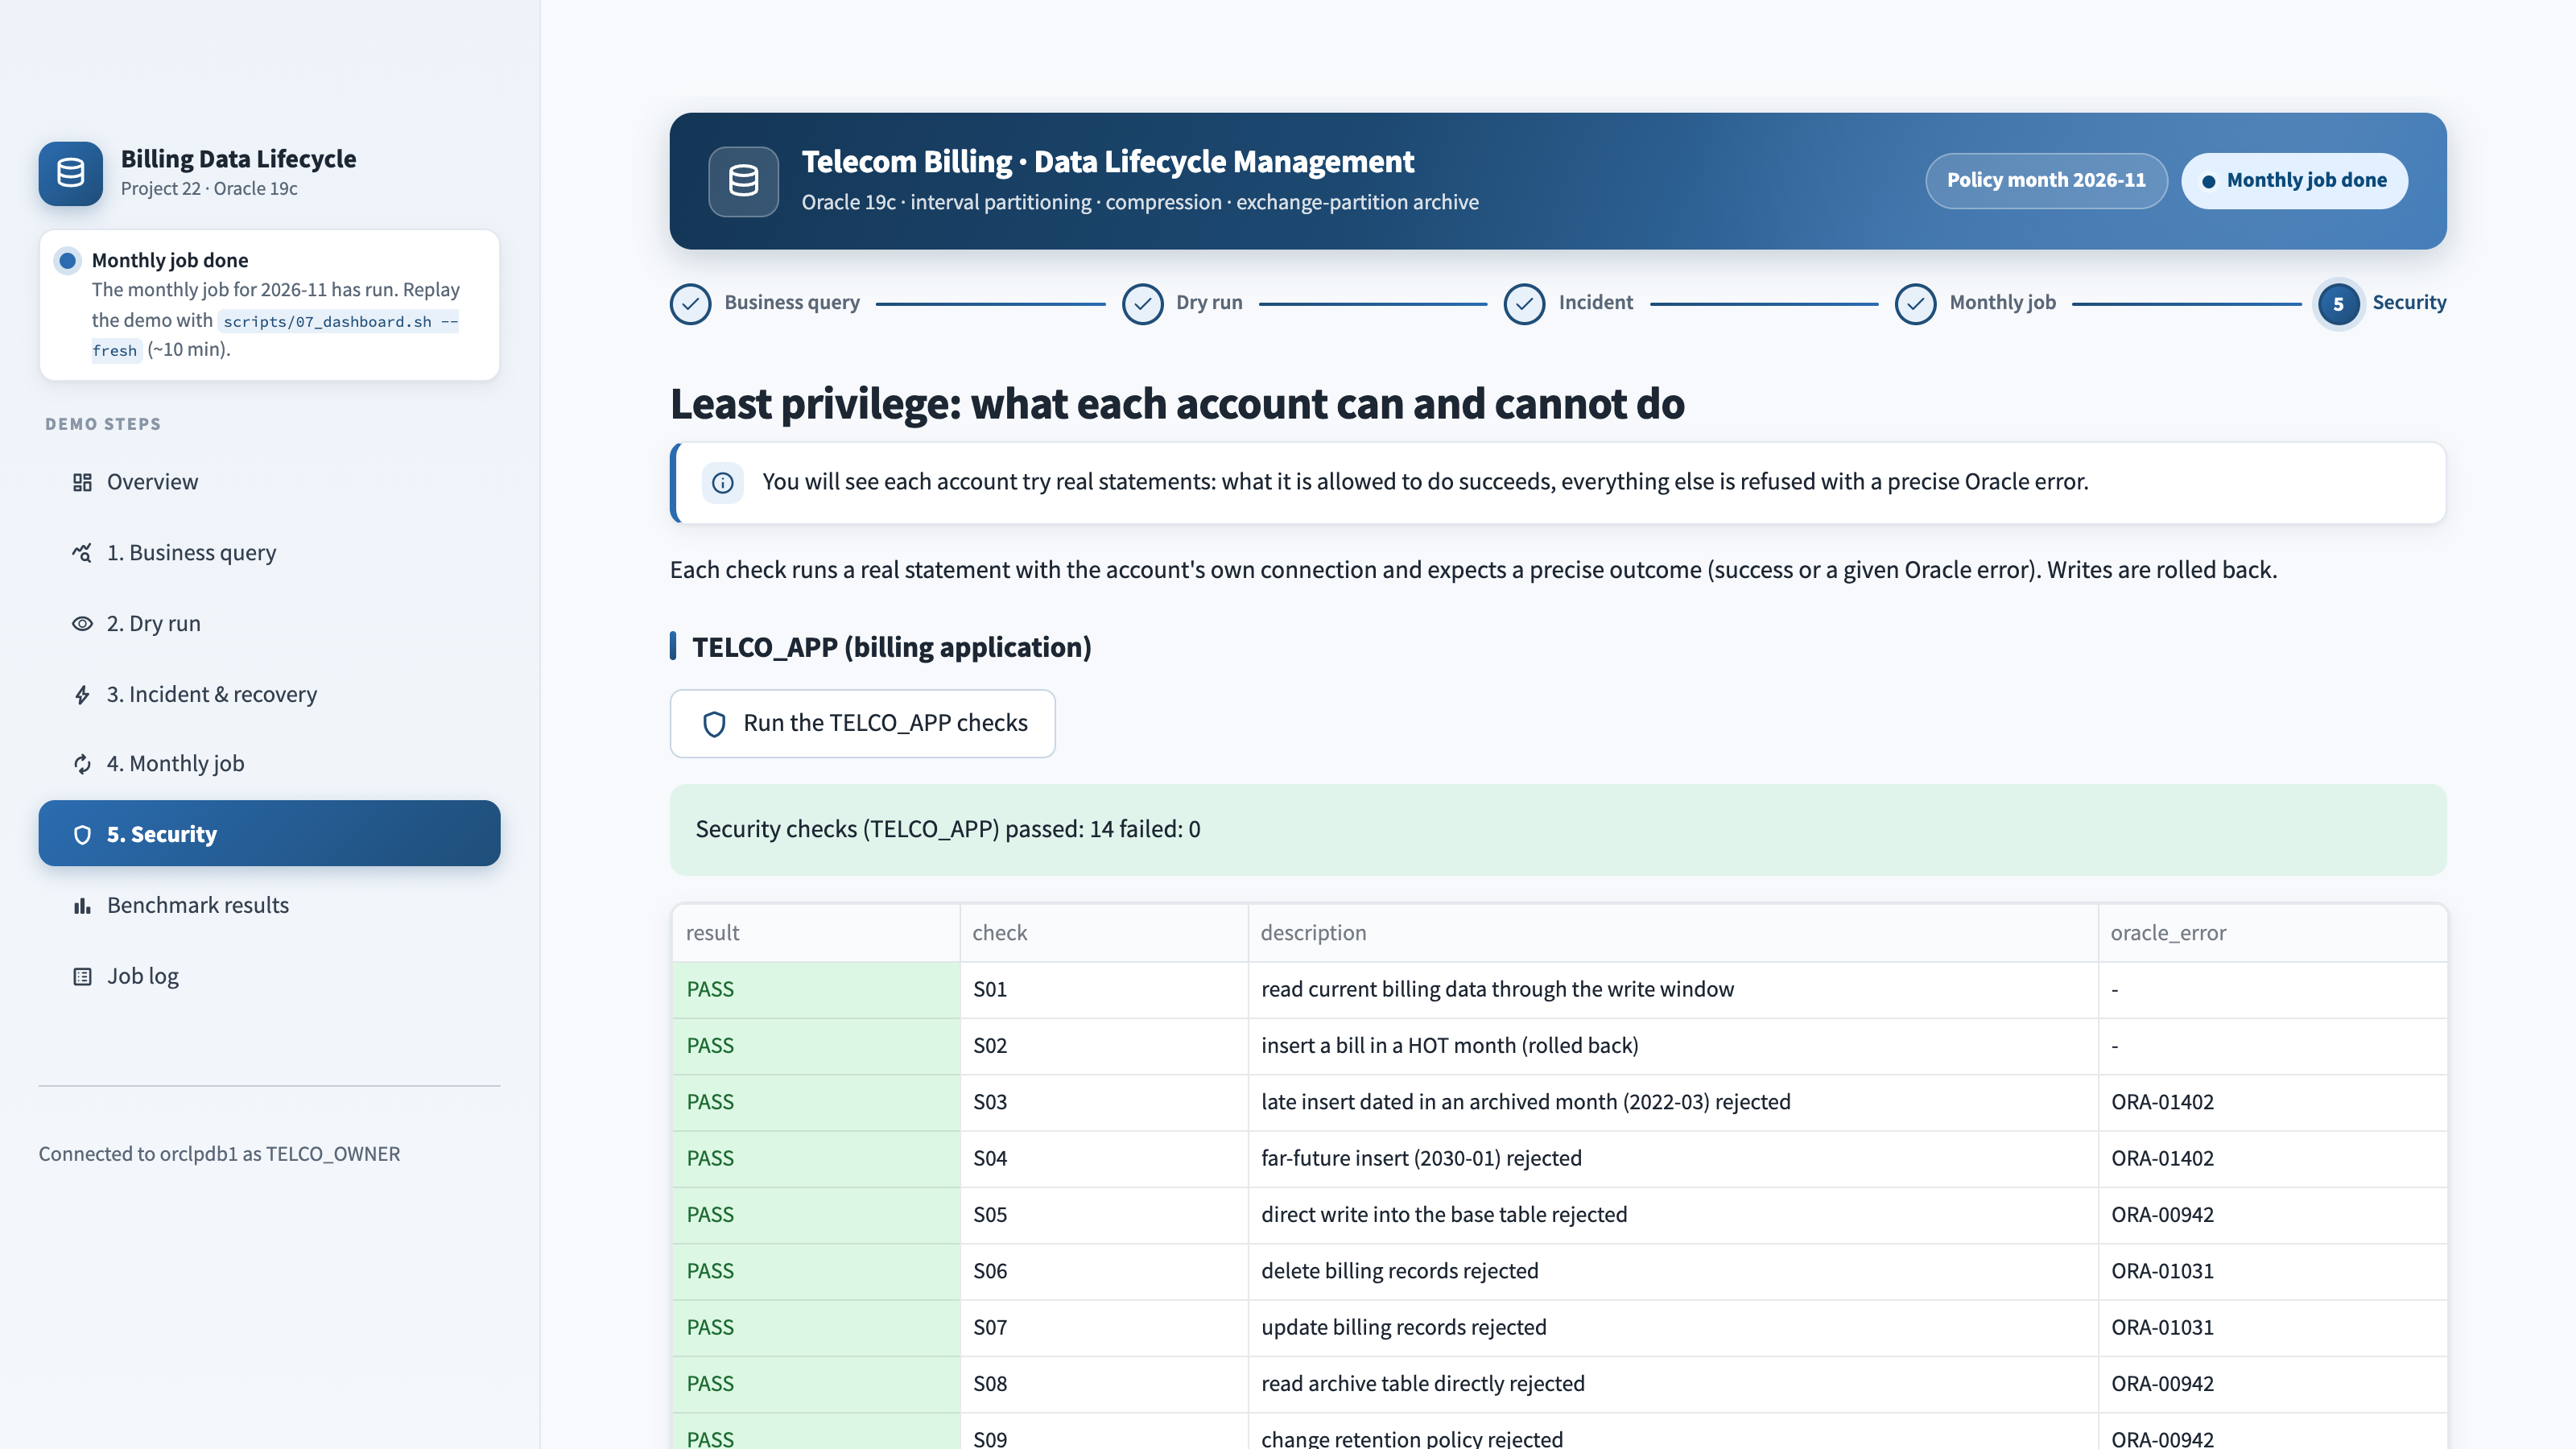 Billing Data Lifecycle
Project 22 · Oracle 19c
Monthly job done
The monthly job for 2026-11 has run. Replay
the demo with scripts/07_dashboard.sh --
fresh (~10 min).
DEMO STEPS
Overview
1. Business query
2. Dry run
3. Incident & recovery
4. Monthly job
5. Security
Benchmark results
Job log
Connected to orclpdb1 as TELCO_OWNER
Telecom Billing · Data Lifecycle Management
Oracle 19c · interval partitioning · compression · exchange-partition archive
Policy month 2026-11
Monthly job done
Business query
Dry run
Incident
Monthly job
5 Security
Least privilege: what each account can and cannot do
You will see each account try real statements: what it is allowed to do succeeds, everything else is refused with a precise Oracle error.
Each check runs a real statement with the account's own connection and expects a precise outcome (success or a given Oracle error). Writes are rolled back.
TELCO_APP (billing application)
Run the TELCO_APP checks
Security checks (TELCO_APP) passed: 14 failed: 0
result check description oracle_error
PASS S01 read current billing data through the write window -
PASS S02 insert a bill in a HOT month (rolled back) -
PASS S03 late insert dated in an archived month (2022-03) rejected ORA-01402
PASS S04 far-future insert (2030-01) rejected ORA-01402
PASS S05 direct write into the base table rejected ORA-00942
PASS S06 delete billing records rejected ORA-01031
PASS S07 update billing records rejected ORA-01031
PASS S08 read archive table directly rejected ORA-00942
PASS S09 change retention policy rejected ORA-00942